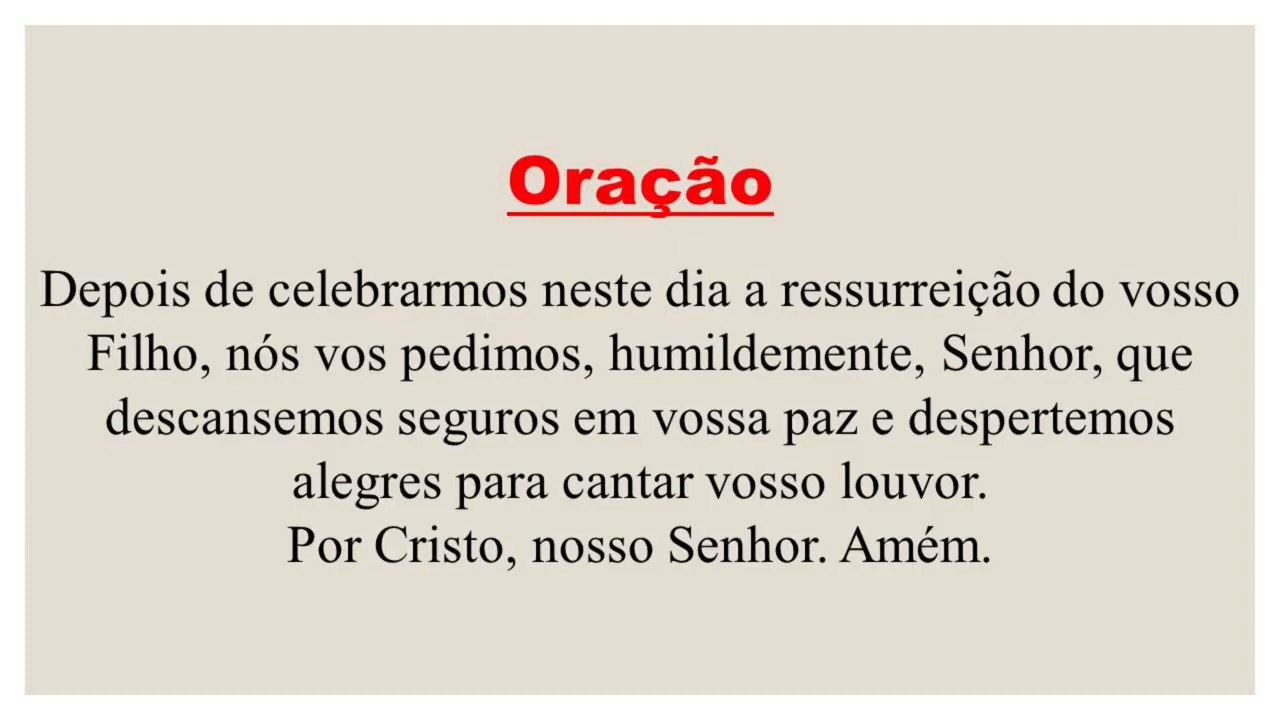 Oração
Depois de celebrarmos neste dia a ressurreição do vosso
Filho, nós vos pedimos, humildemente, Senhor, que
descansemos seguros em vossa paz e despertemos
alegres para cantar vosso louvor.
Por Cristo, nosso Senhor. Amém.